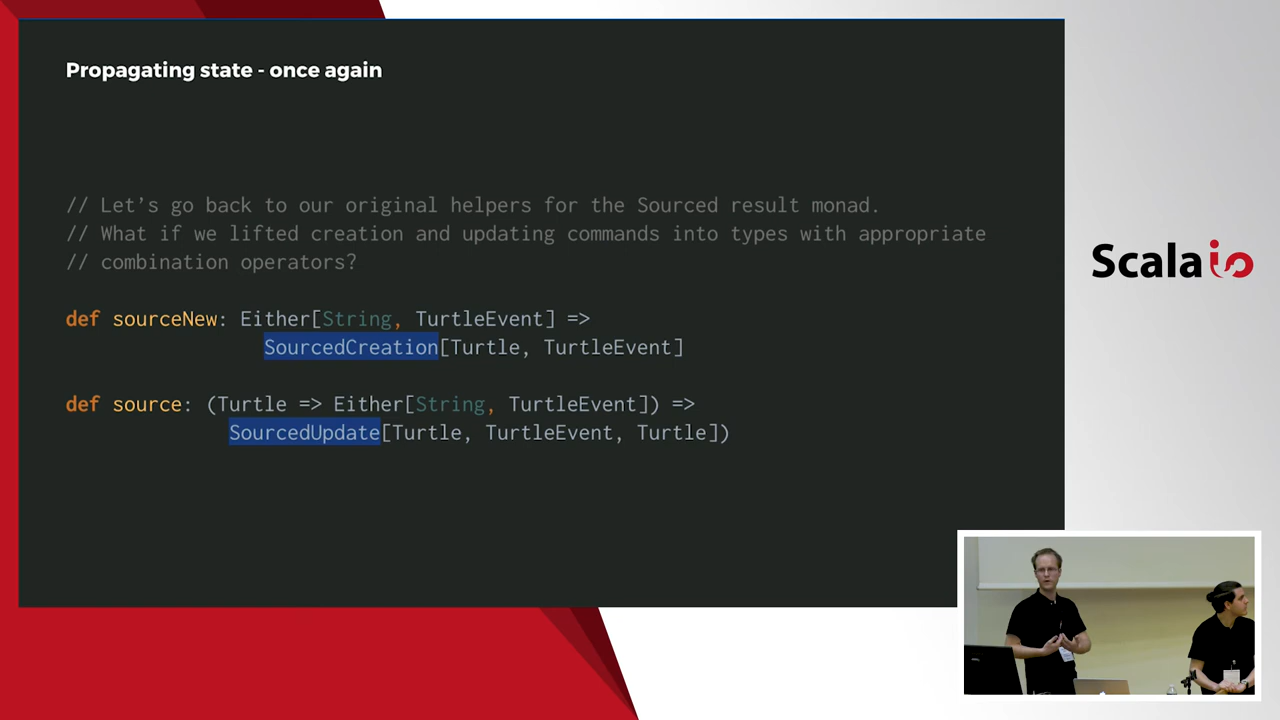 Propagating state - once again
// Let’s go back to our original helpers for the Sourced result monad.
// What if we lifted creation and updating commands into types with appropriate
// combination operators?
def sourceNew: Either[String, TurtleEvent] =>
SourcedCreation[Turtle, TurtleEvent]
def source: (Turtle => Either[String, TurtleEvent]) =>
SourcedUpdate[Turtle, TurtleEvent, Turtle])
Scala io